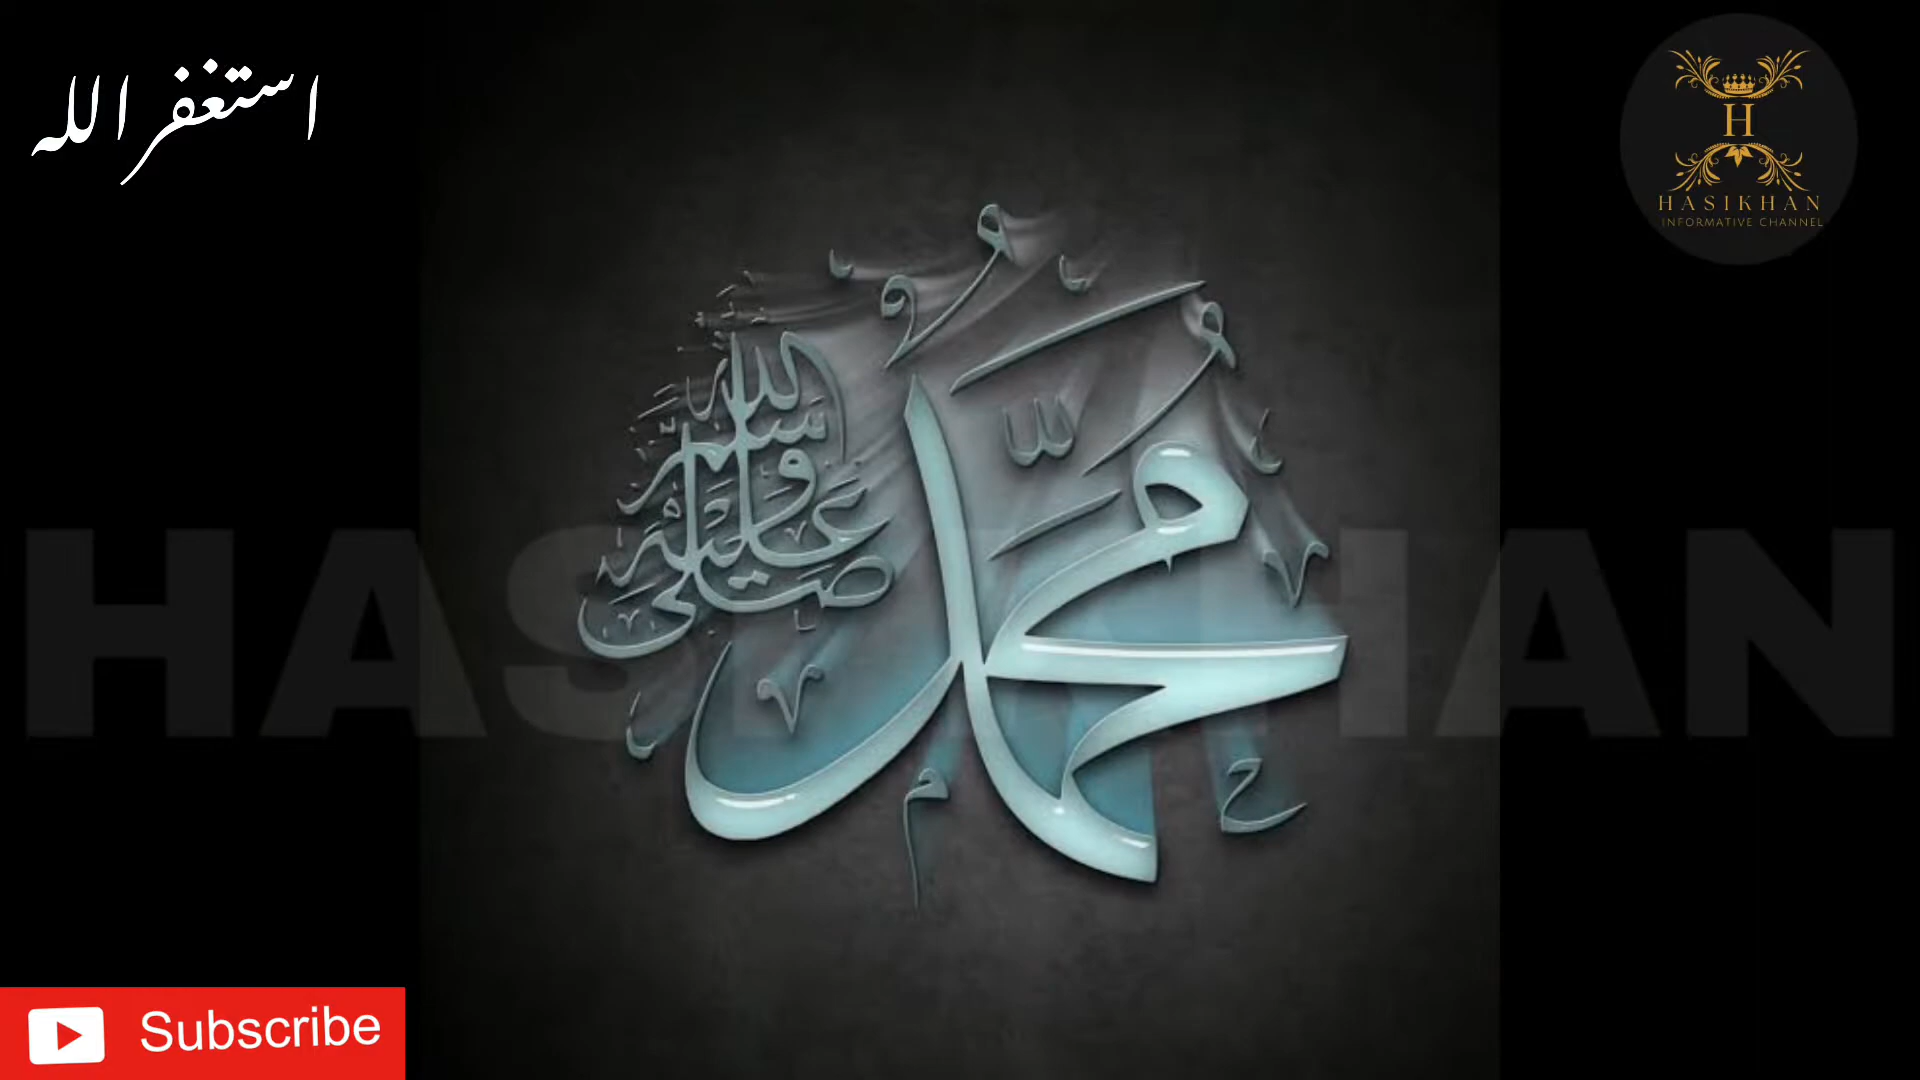 استغفر الله
H
HASIKHAN
INFORMATIVE CHANNEL
محمد
صلى الله عليه وسلم
HASIKHAN
Subscribe